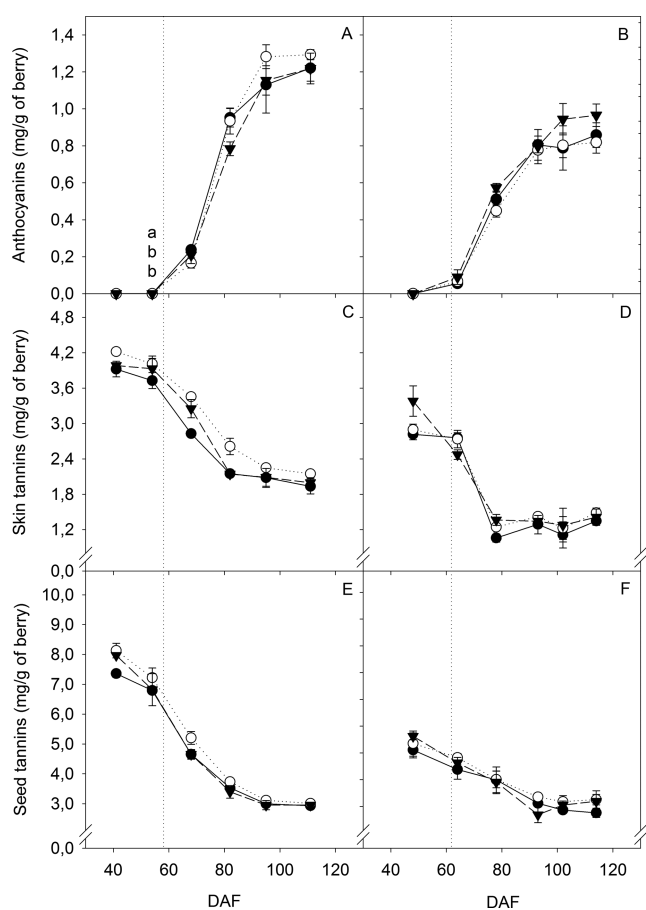 1,4
1,2
1,0
0,8
0,6
0,4
0,2
0,0
Anthocyanins (mg/g of berry)
A
a
b
b
B
4,8
4,2
3,6
3,0
2,4
1,8
1,2
0,0
Skin tannins (mg/g of berry)
C
D
10,0
9,0
8,0
7,0
6,0
5,0
4,0
3,0
0,0
Seed tannins (mg/g of berry)
E
F
40 60 80 100 120
40 60 80 100 120
DAF
DAF